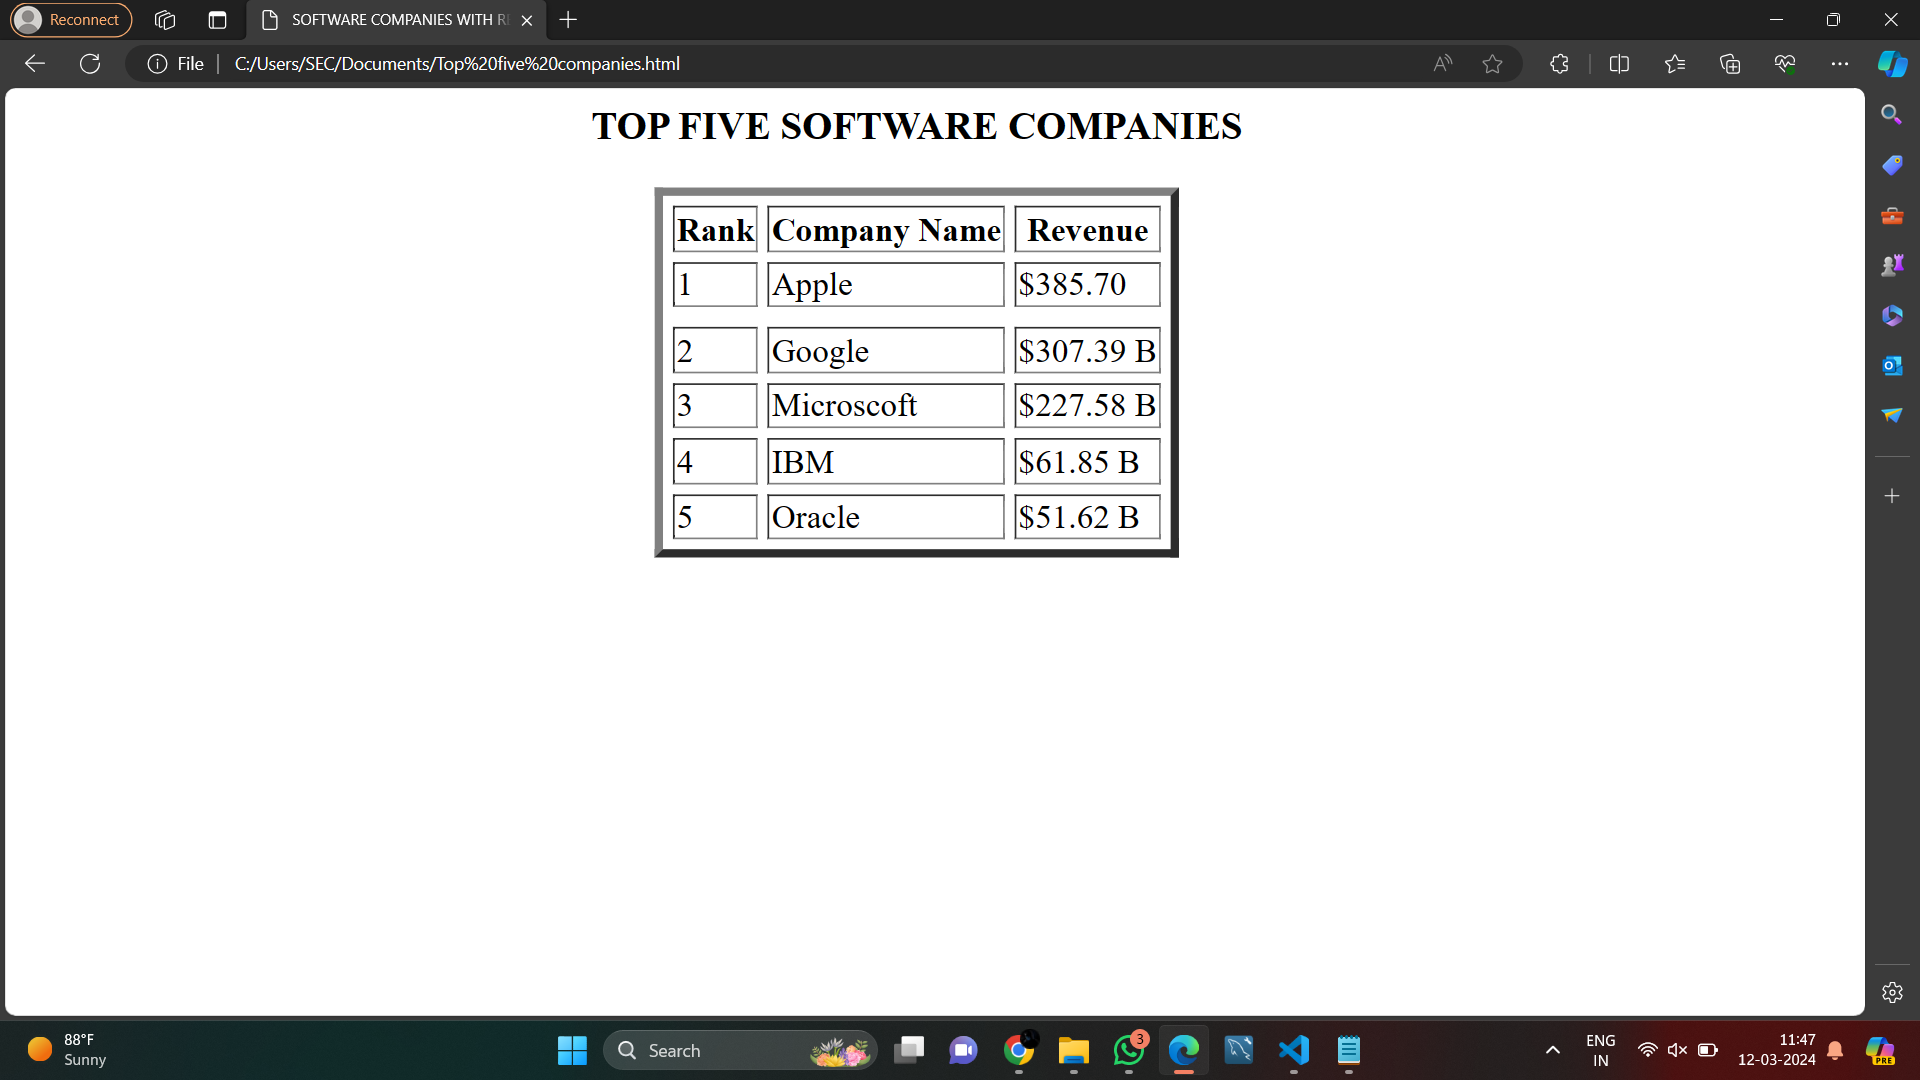 Reconnect
SOFTWARE COMPANIES WITH R
File
C:/Users/SEC/Documents/Top%20five%20companies.html
TOP FIVE SOFTWARE COMPANIES
Rank Company Name Revenue
1 Apple $385.70
2 Google $307.39 B
3 Microscoft $227.58 B
4 IBM $61.85 B
5 Oracle $51.62 B
88°F
Sunny
Search
3
ENG
IN
11:47
12-03-2024
PRE